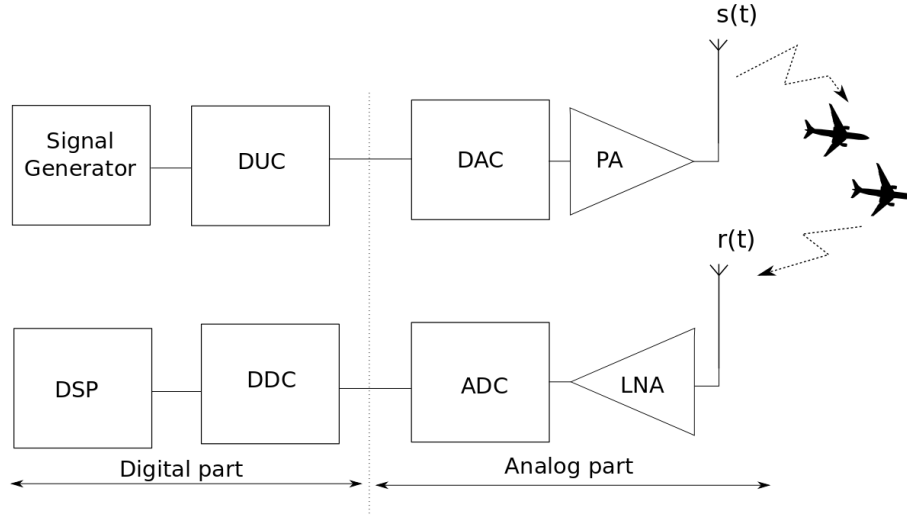 s(t)
Signal
Generator
DUC
DAC
PA
r(t)
DSP
DDC
ADC
LNA
Digital part
Analog part